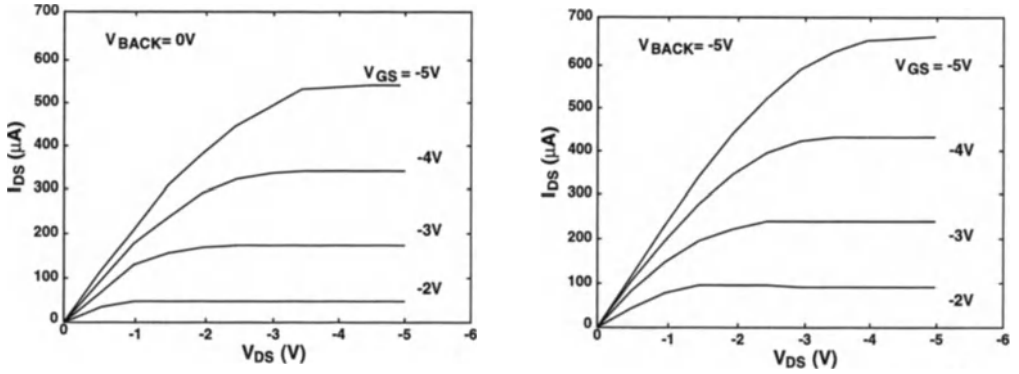 700
600
500
400
300
200
100
0
I_DS (μA)
V_BACK = 0V
V_GS = -5V
-4V
-3V
-2V
0 -1 -2 -3 -4 -5 -6
V_DS (V)
700
600
500
400
300
200
100
0
I_DS (μA)
V_BACK = -5V
V_GS = -5V
-4V
-3V
-2V
0 -1 -2 -3 -4 -5 -6
V_DS (V)